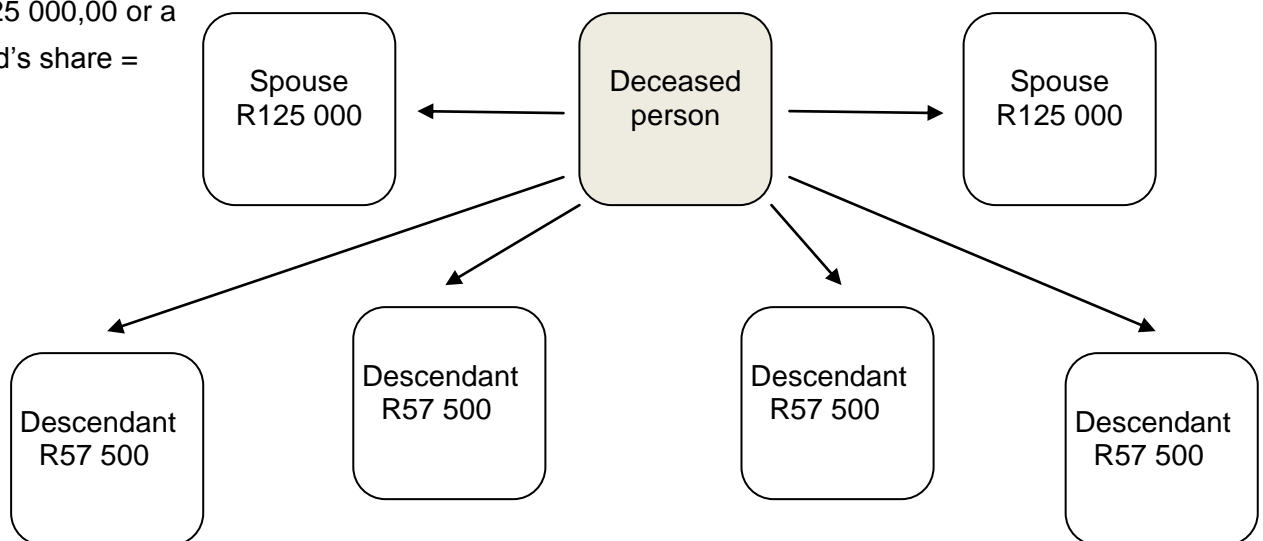 25 000,00 or a
d's share =
Spouse
R125 000
Deceased
person
Spouse
R125 000
Descendant
R57 500
Descendant
R57 500
Descendant
R57 500
Descendant
R57 500